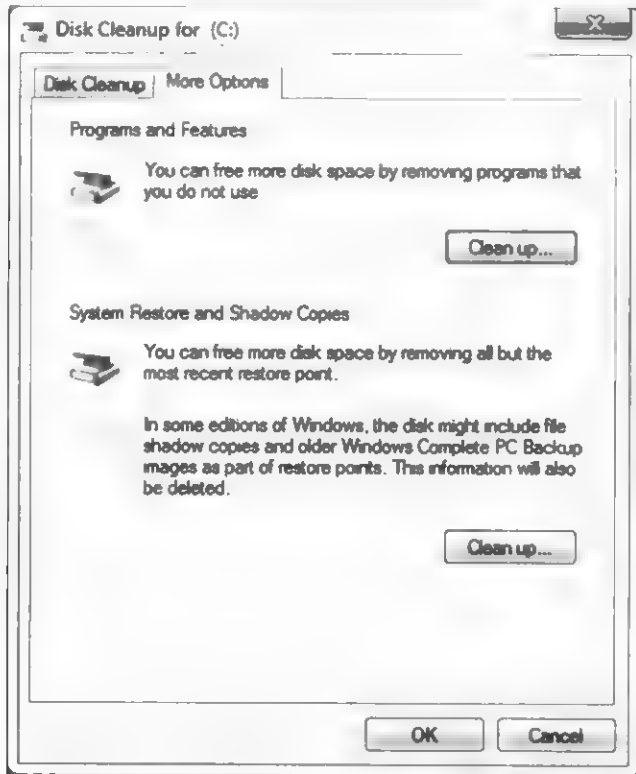 Disk Cleanup for (C:)
X
Disk Cleanup
More Options
Programs and Features
You can free more disk space by removing programs that
you do not use
Clean up...
System Restore and Shadow Copies
You can free more disk space by removing all but the
most recent restore point.
In some editions of Windows, the disk might include file
shadow copies and older Windows Complete PC Backup
images as part of restore points. This information will also
be deleted.
Clean up...
OK
Cancel